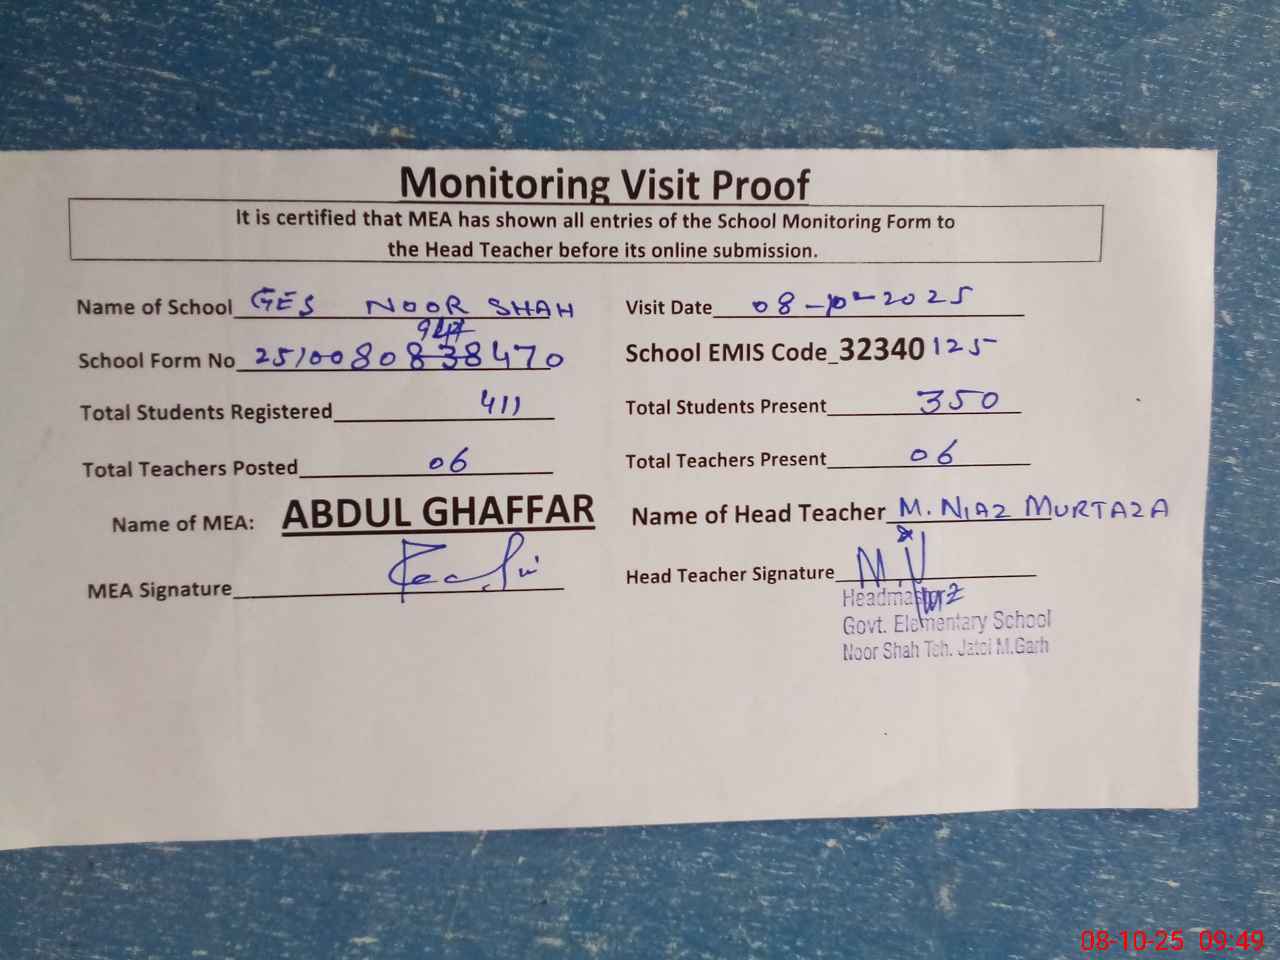 Monitoring Visit Proof
It is certified that MEA has shown all entries of the School Monitoring Form to
the Head Teacher before its online submission.
Name of School GES NOOR SHAH Visit Date 08-10-2025
School Form No 2510080838470 School EMIS Code_32340125
Total Students Registered 411 Total Students Present 350
Total Teachers Posted 06 Total Teachers Present 06
Name of MEA: ABDUL GHAFFAR Name of Head Teacher M. NIAZ MURTAZA
MEA Signature Head Teacher Signature
Headmaster
Govt. Elementary School
Noor Shah Teh. Jatoi M.Garh
08-10-25 09:49